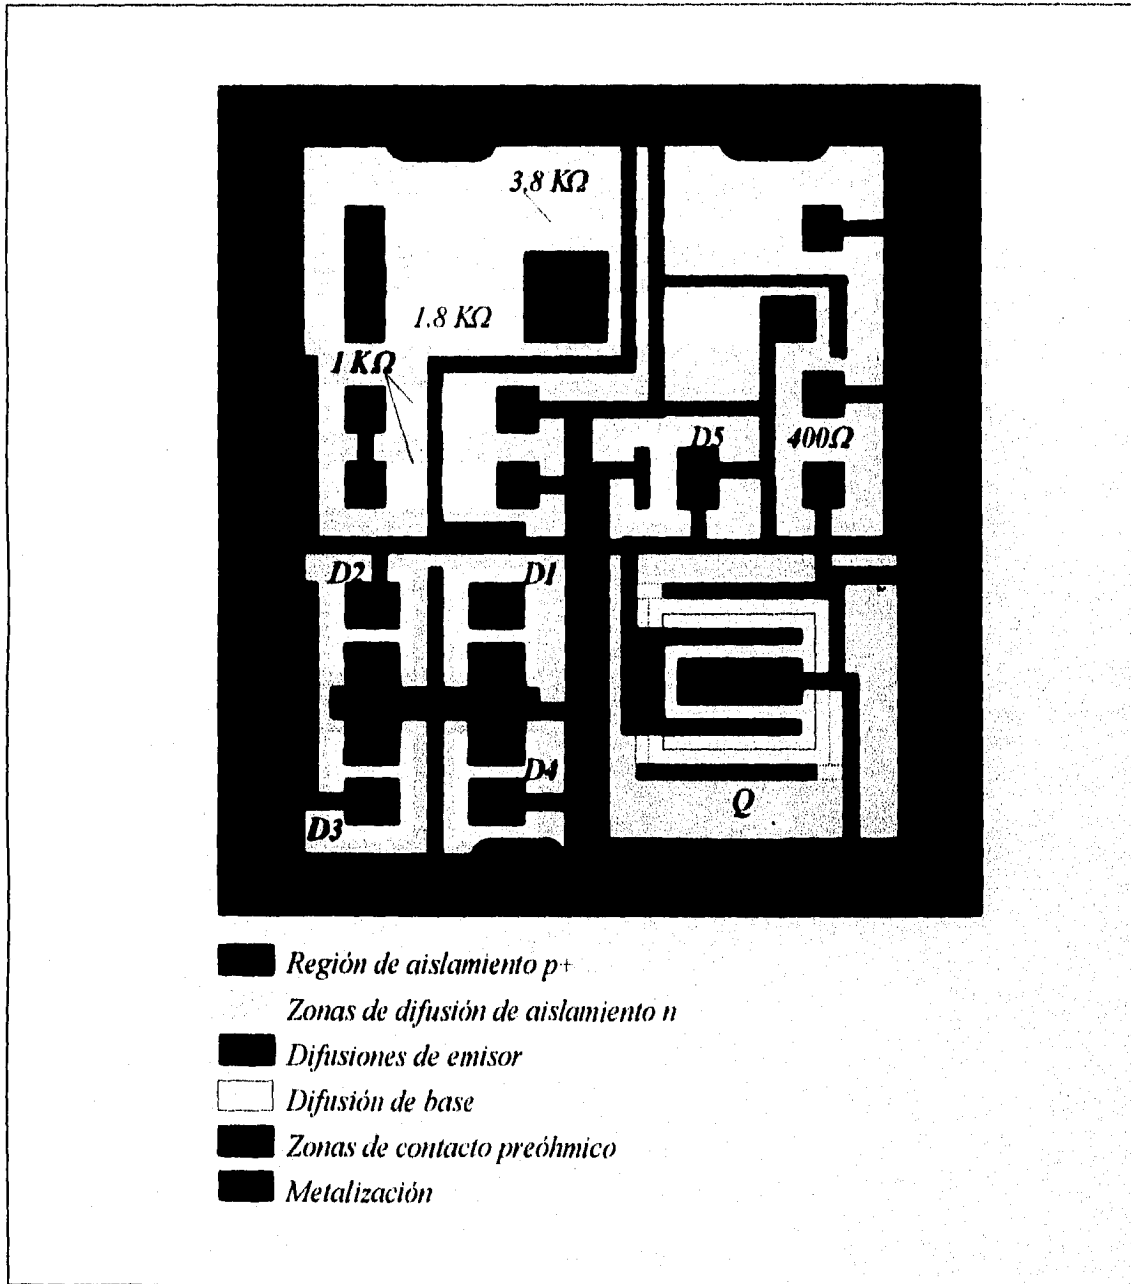 3,8 KΩ
1.8 KΩ
1 KΩ
D5
400Ω
D2
D1
D4
D3
Q
Región de aislamiento p+
Zonas de difusión de aislamiento n
Difusiones de emisor
Difusión de base
Zonas de contacto preóhmico
Metalización